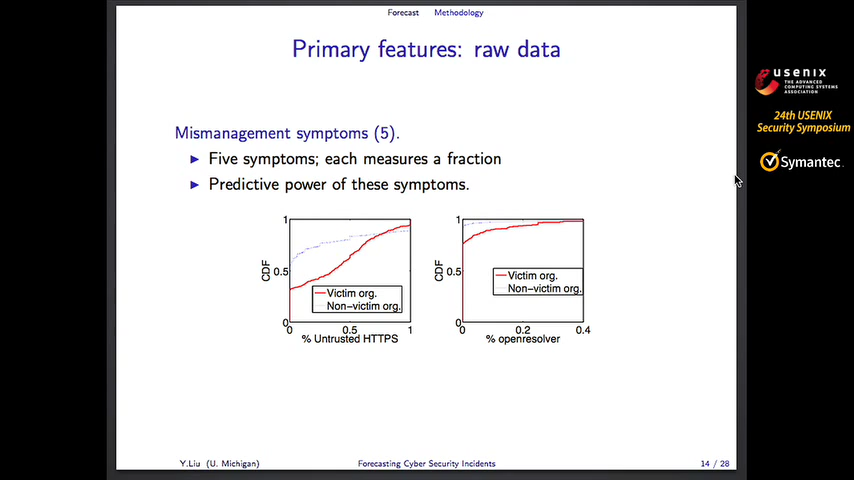 Forecast Methodology
Primary features: raw data
usenix
THE ADVANCED
COMPUTING SYSTEMS
ASSOCIATION
24th USENIX
Security Symposium
Symantec.
Mismanagement symptoms (5).
Five symptoms; each measures a fraction
Predictive power of these symptoms.
1
0.5
0
CDF
Victim org.
Non-victim org.
0 0.5 1
% Untrusted HTTPS
1
0.5
0
CDF
Victim org.
Non-victim org.
0 0.2 0.4
% openresolver
Y.Liu (U. Michigan) Forecasting Cyber Security Incidents 14 / 28